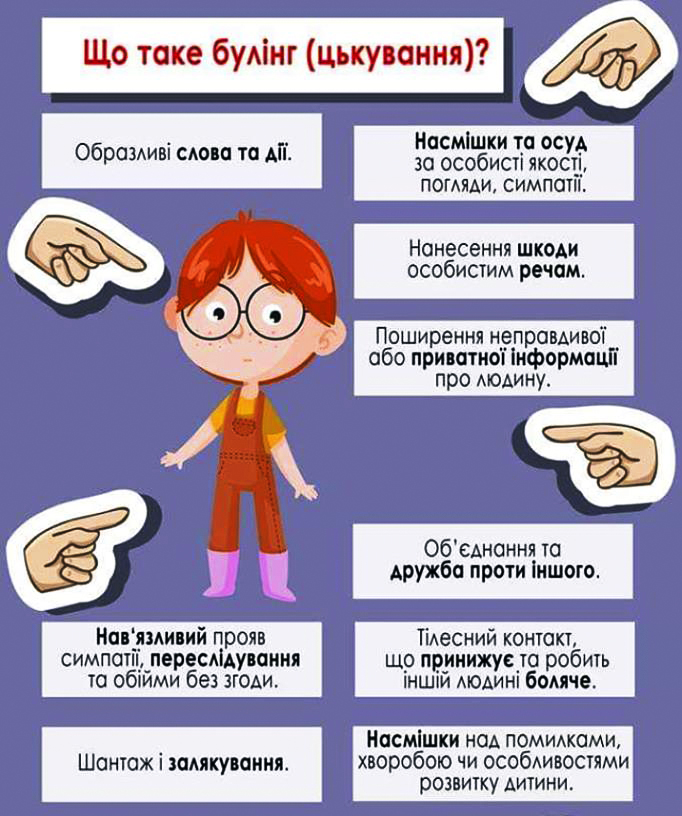 Що таке булінг (цькування)?
Образливі слова та дії.
Насмішки та осуд
за особисті якості,
погляди, симпатії.
Нанесення шкоди
особистим речам.
Поширення неправдивої
або приватної інформації
про людину.
Об'єднання та
дружба проти іншого.
Нав'язливий прояв
симпатії, переслідування
та обійми без згоди.
Тілесний контакт,
що принижує та робить
іншій людині боляче.
Шантаж і залякування.
Насмішки над помилками,
хворобою чи особливостями
розвитку дитини.